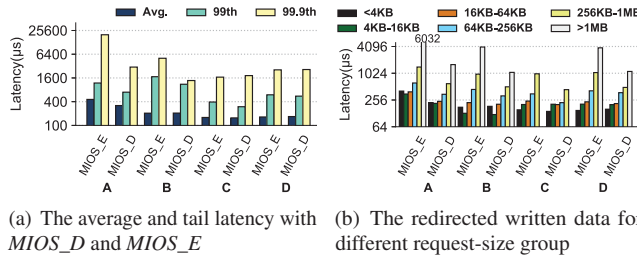 Avg. 99th 99.9th
Latency(μs)
25600
6400
1600
400
100
MIOS_E MIOS_D MIOS_E MIOS_D MIOS_E MIOS_D MIOS_E MIOS_D
A B C D
<4KB 16KB-64KB 256KB-1MB
4KB-16KB 64KB-256KB >1MB
6032
Latency(μs)
4096
1024
256
64
MIOS_E MIOS_D MIOS_E MIOS_D MIOS_E MIOS_D MIOS_E MIOS_D
A B C D
(a) The average and tail latency with
MIOS_D and MIOS_E
(b) The redirected written data for
different request-size group